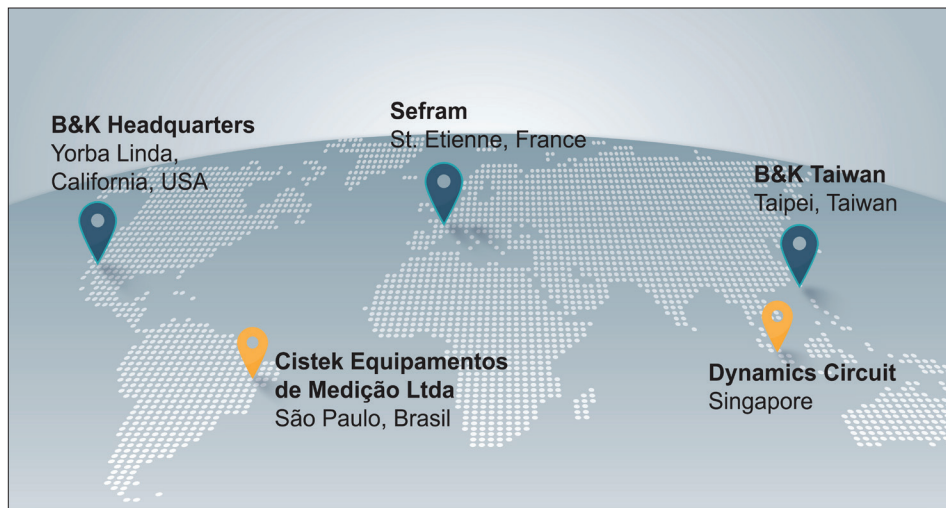 B&K Headquarters
Yorba Linda,
California, USA
Sefram
St. Etienne, France
B&K Taiwan
Taipei, Taiwan
Cistek Equipamentos
de Medição Ltda
São Paulo, Brasil
Dynamics Circuit
Singapore